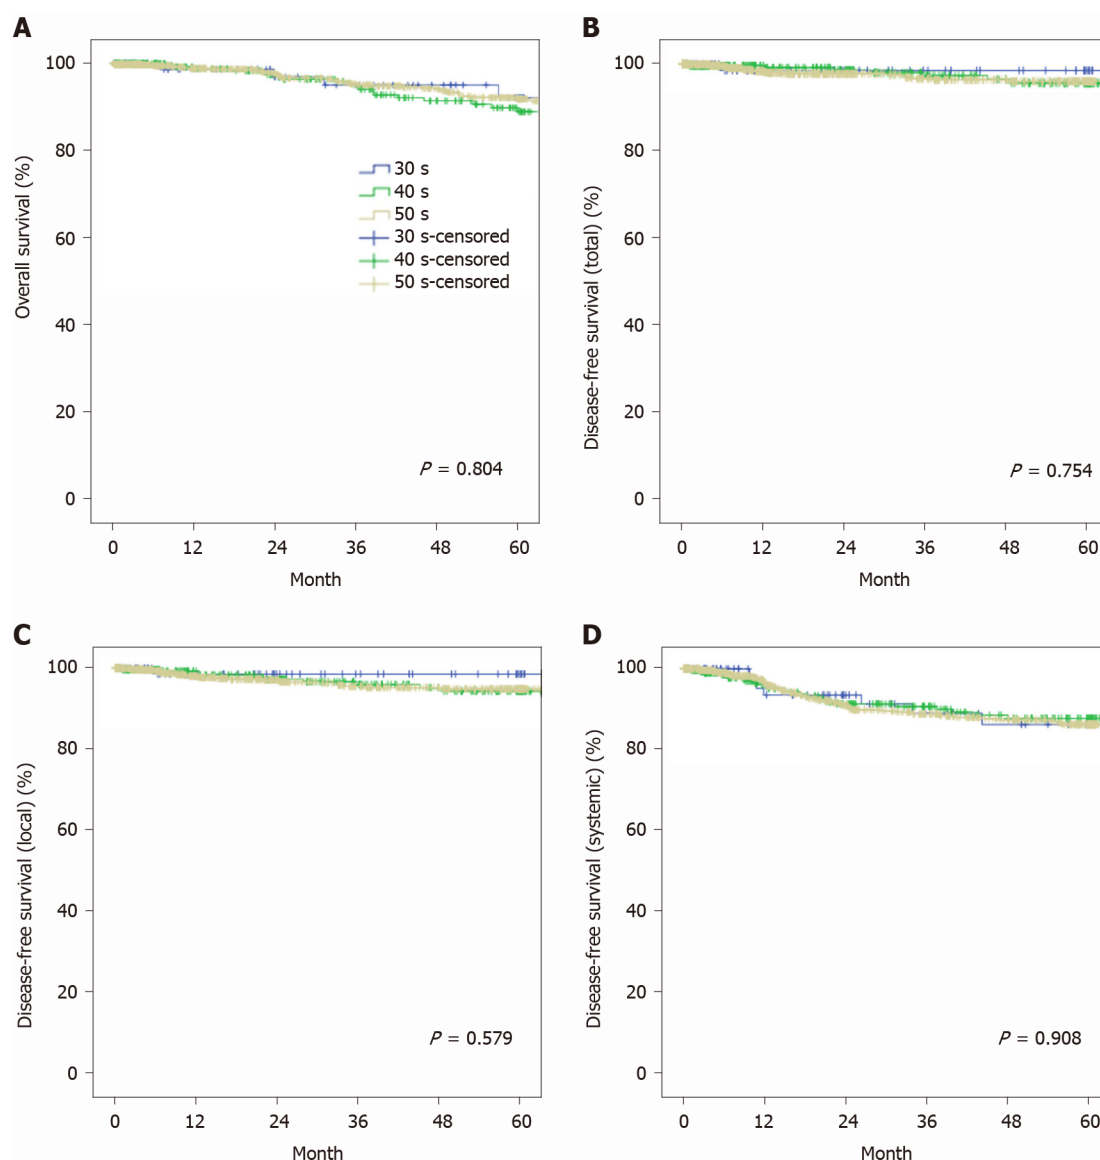 A
Overall survival (%)
100
80
60
40
20
0
30 s
40 s
50 s
30 s-censored
40 s-censored
50 s-censored
P = 0.804
0 12 24 36 48 60
Month
B
Disease-free survival (total) (%)
100
80
60
40
20
0
P = 0.754
0 12 24 36 48 60
Month
C
Disease-free survival (local) (%)
100
80
60
40
20
0
P = 0.579
0 12 24 36 48 60
Month
D
Disease-free survival (systemic) (%)
100
80
60
40
20
0
P = 0.908
0 12 24 36 48 60
Month